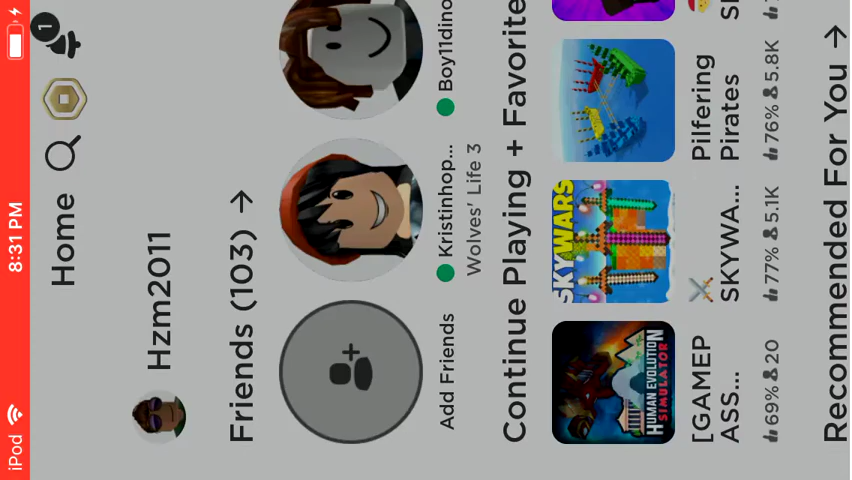 iPod 8:31 PM
Home
1
Hzm2011
Friends (103) →
Add Friends
Kristinhop...
Wolves' Life 3
Boy11dino
Continue Playing + Favorite
HUMAN EVOLUTION
SIMULATOR
SKYWARS
[GAMEP
ASS...
69% 20
SKYWA...
77% 5.1K
Pilfering
Pirates
76% 5.8K
Recommended For You →